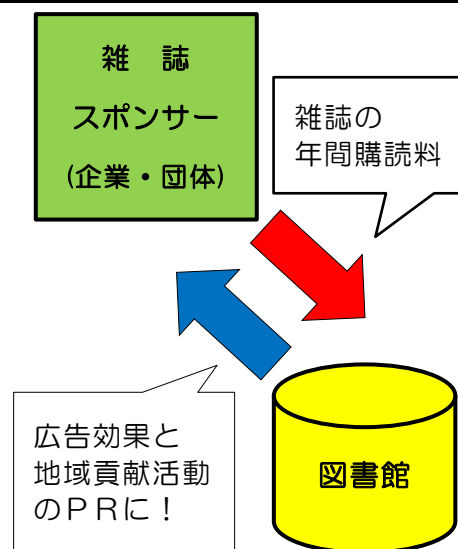 雑　誌
スポンサー
(企業・団体)
雑誌の
年間購読料
広告効果と
地域貢献活動
のＰＲに！
図書館